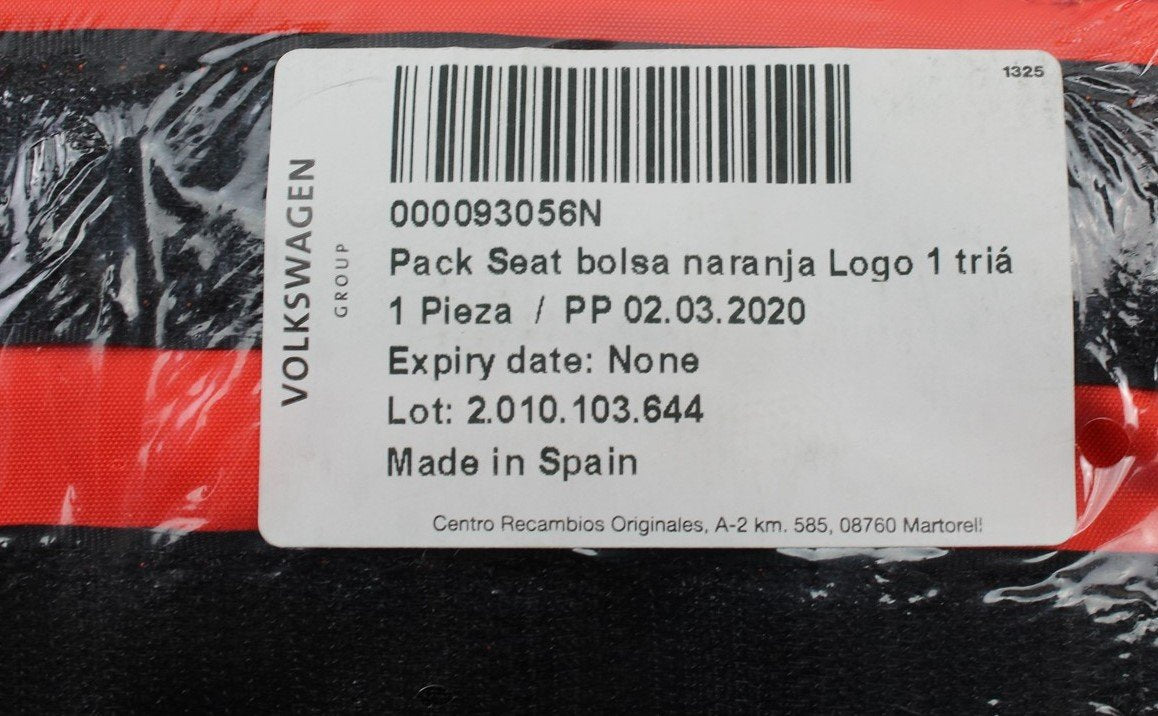 1325
VOLKSWAGEN
GROUP
000093056N
Pack Seat bolsa naranja Logo 1 triá
1 Pieza / PP 02.03.2020
Expiry date: None
Lot: 2.010.103.644
Made in Spain
Centro Recambios Originales, A-2 km. 585, 08760 Martorell